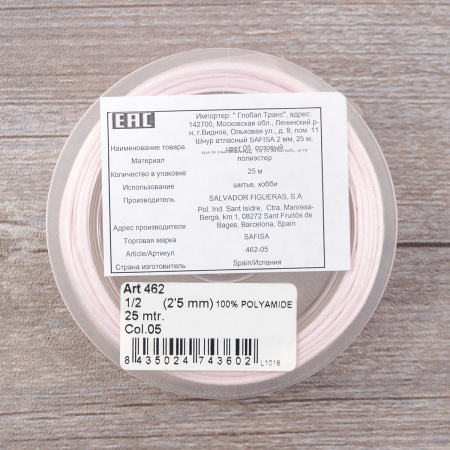 EAC
Импортер: " Глобал Транс", адрес:
142700, Московская обл., Ленинский р-
н, г.Видное, Ольховая ул., д. 9, пом. 11
Наименование товара Шнур атласный SAFISA 2 мм, 25 м,
цвет 05, розовый
Материал полиэстер
Количество в упаковке 25 м
Использование шитье, хобби
Производитель SALVADOR FIGUERAS, S.A
Pol. Ind. Sant Isidre, Ctra. Manresa-
Berga, km 1, 08272 Sant Fruitós de
Адрес производителя Bages, Barcelona, Spain
Торговая марка SAFISA
Article/Артикул 462-05
Страна изготовитель Spain/Испания
Art 462
1/2 (2'5 mm) 100% POLYAMIDE
25 mtr.
Col.05
8 435024 743602
L1018